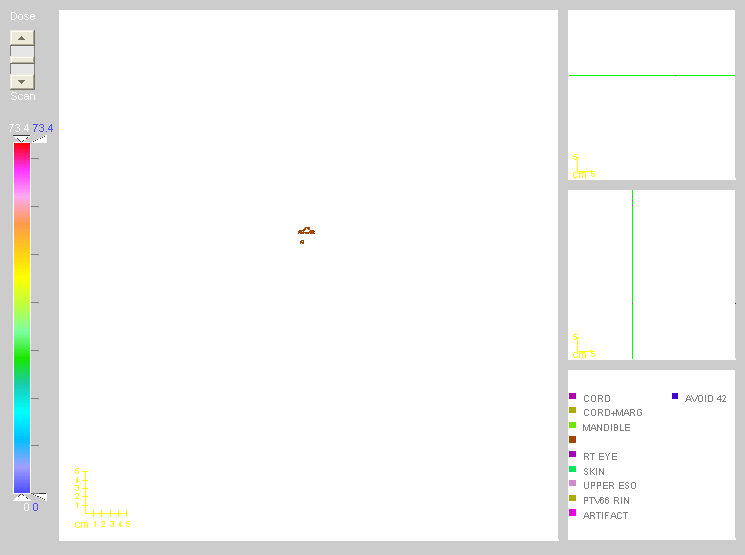 Dose
Scan
73.4 73.4
0 0
5
4
3
2
1
cm 1 2 3 4 5
5
cm 5
5
cm 5
CORD
AVOID 42
CORD+MARG
MANDIBLE
RT EYE
SKIN
UPPER ESO
PTV66 RIN
ARTIFACT